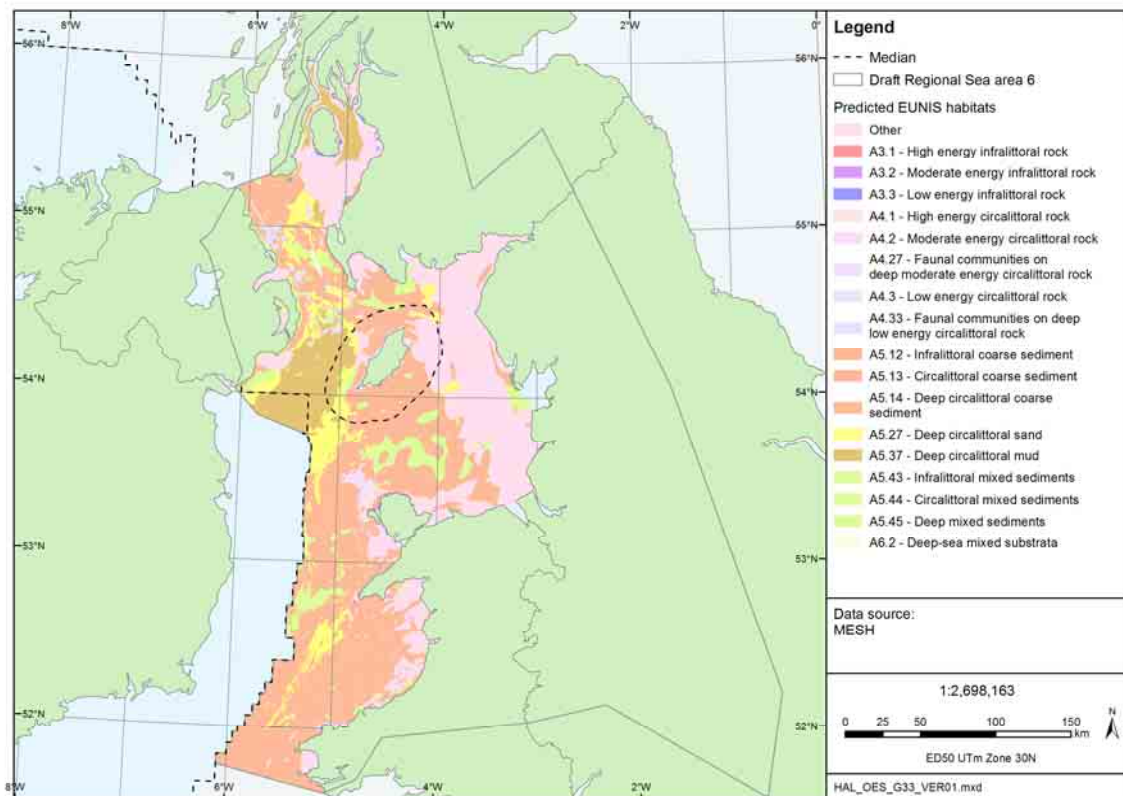 8°W
6°W
4°W
2°W
0°
56°N
56°N
55°N
55°N
54°N
54°N
53°N
53°N
52°N
52°N
8°W
6°W
4°W
2°W
Legend
Median
Draft Regional Sea area 6
Predicted EUNIS habitats
Other
A3.1 - High energy infralittoral rock
A3.2 - Moderate energy infralittoral rock
A3.3 - Low energy infralittoral rock
A4.1 - High energy circalittoral rock
A4.2 - Moderate energy circalittoral rock
A4.27 - Faunal communities on
deep moderate energy circalittoral rock
A4.3 - Low energy circalittoral rock
A4.33 - Faunal communities on deep
low energy circalittoral rock
A5.12 - Infralittoral coarse sediment
A5.13 - Circalittoral coarse sediment
A5.14 - Deep circalittoral coarse
sediment
A5.27 - Deep circalittoral sand
A5.37 - Deep circalittoral mud
A5.43 - Infralittoral mixed sediments
A5.44 - Circalittoral mixed sediments
A5.45 - Deep mixed sediments
A6.2 - Deep-sea mixed substrata
Data source:
MESH
1:2,698,163
0 25 50 100 150
km
N
ED50 UTm Zone 30N
HAL_OES_G33_VER01.mxd